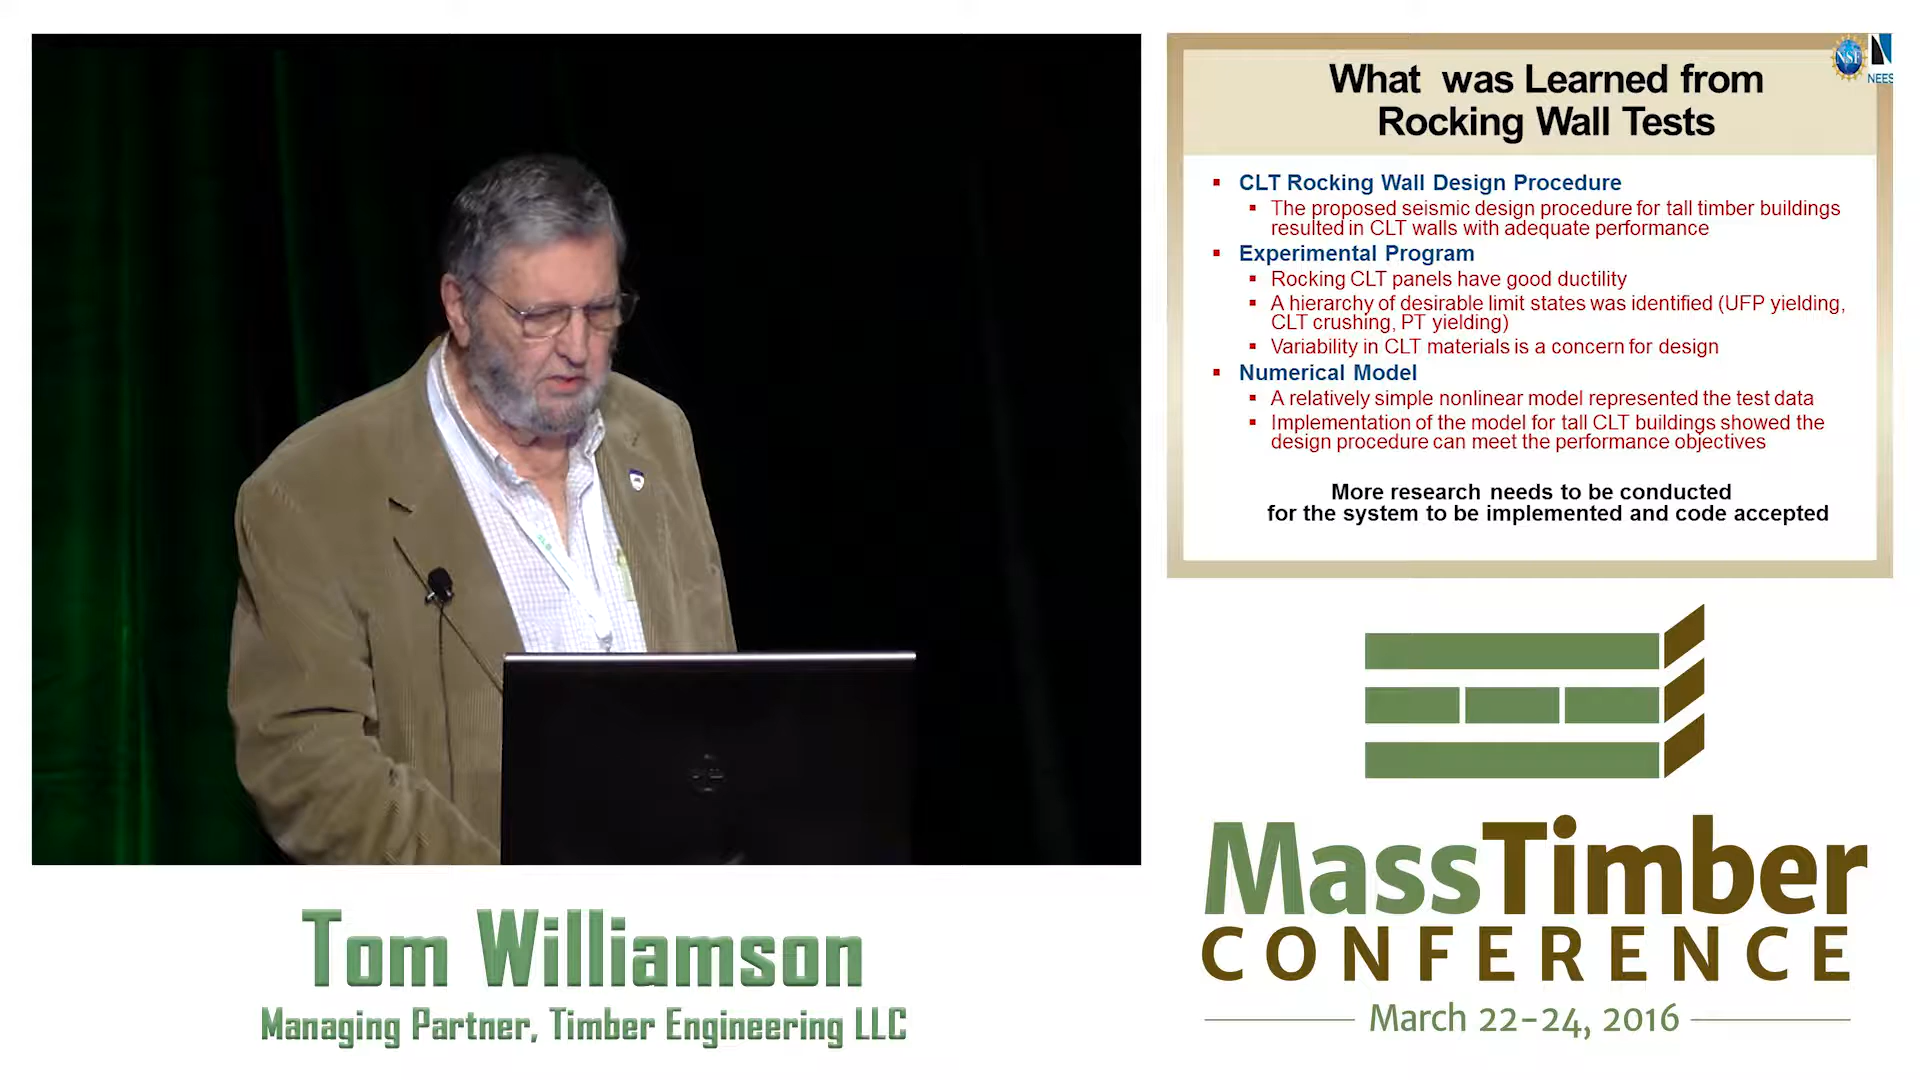 What was Learned from
Rocking Wall Tests
NSF
NEES
CLT Rocking Wall Design Procedure
The proposed seismic design procedure for tall timber buildings
resulted in CLT walls with adequate performance
Experimental Program
Rocking CLT panels have good ductility
A hierarchy of desirable limit states was identified (UFP yielding,
CLT crushing, PT yielding)
Variability in CLT materials is a concern for design
Numerical Model
A relatively simple nonlinear model represented the test data
Implementation of the model for tall CLT buildings showed the
design procedure can meet the performance objectives
More research needs to be conducted
for the system to be implemented and code accepted
MassTimber
CONFERENCE
March 22-24, 2016
Tom Williamson
Managing Partner, Timber Engineering LLC